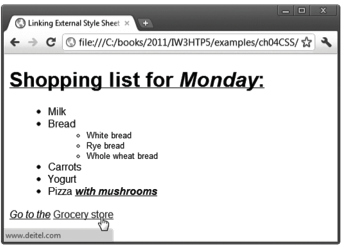 Linking External Style Sheet
file:///C:/books/2011/IW3HTP5/examples/ch04CSS/
Shopping list for Monday:
Milk
Bread
White bread
Rye bread
Whole wheat bread
Carrots
Yogurt
Pizza with mushrooms
Go to the Grocery store
www.deitel.com